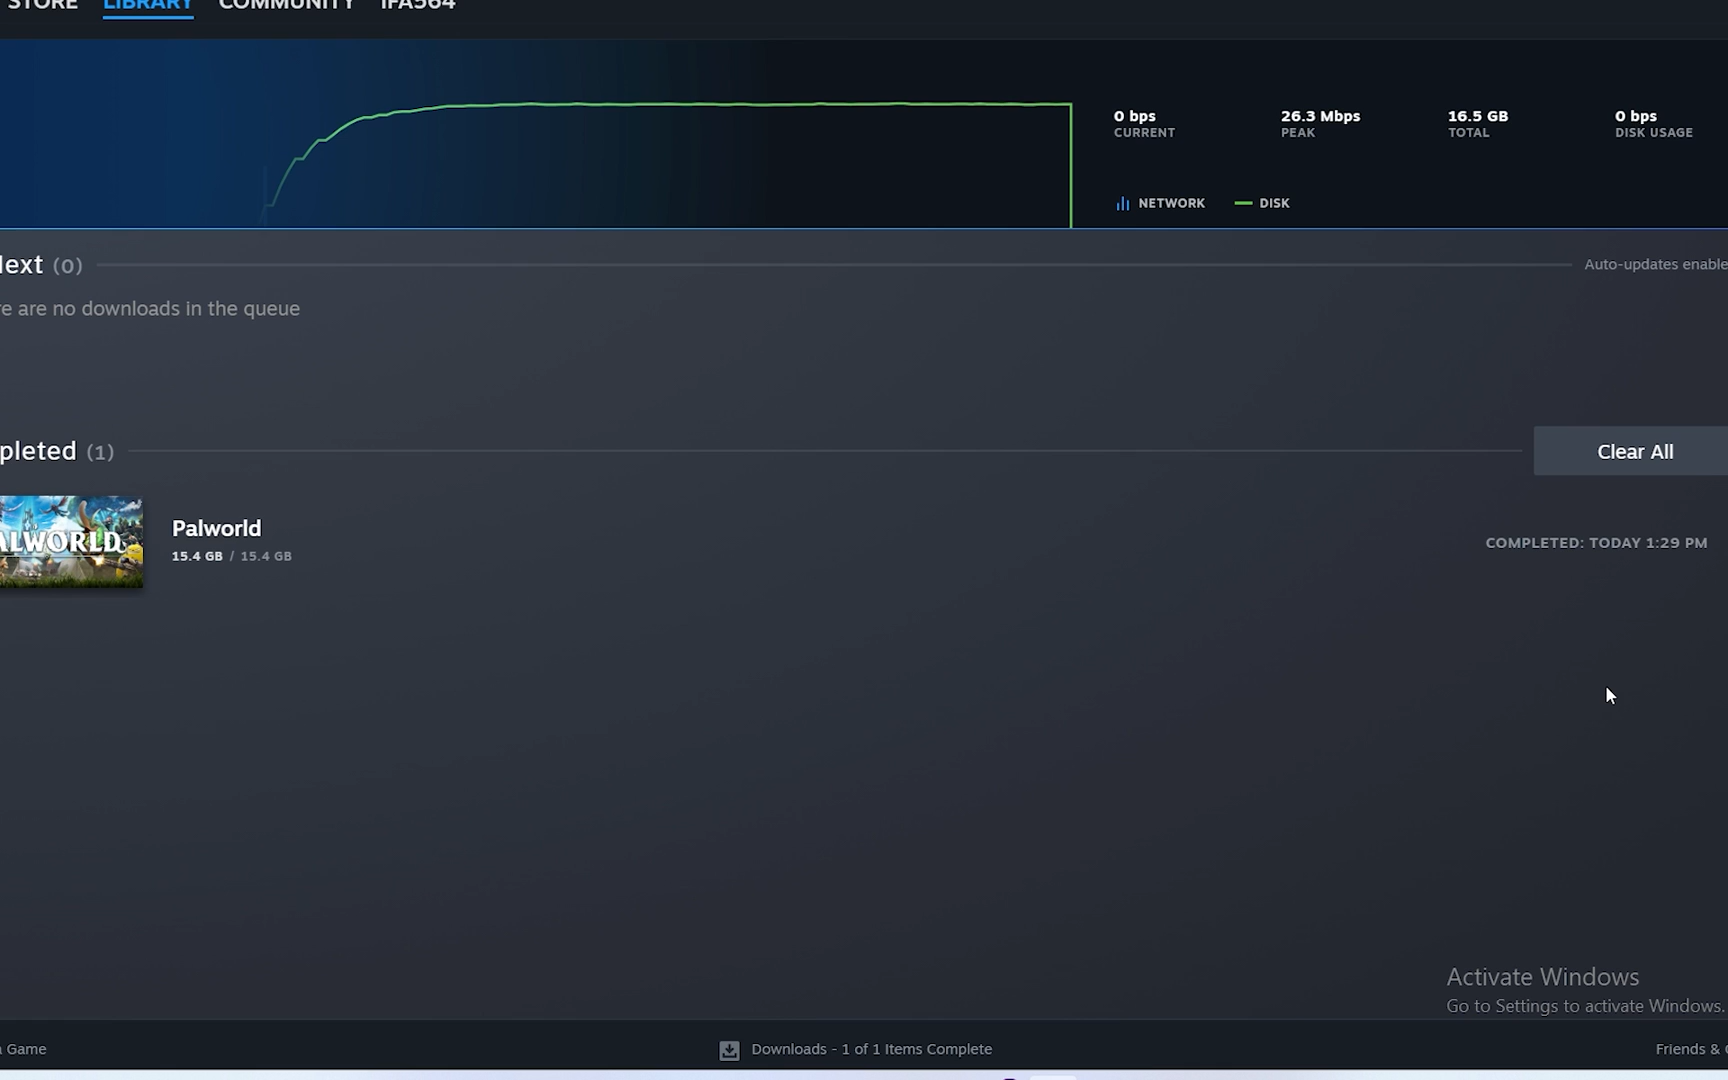 STORE LIBRARY COMMUNITY IFA564
0 bps 26.3 Mbps 16.5 GB 0 bps
CURRENT PEAK TOTAL DISK USAGE
NETWORK DISK
lext (0) Auto-updates enable
e are no downloads in the queue
pleted (1) Clear All
ALWORLD
Palworld
15.4 GB / 15.4 GB
COMPLETED: TODAY 1:29 PM
Activate Windows
Go to Settings to activate Windows.
Game Downloads - 1 of 1 Items Complete Friends &